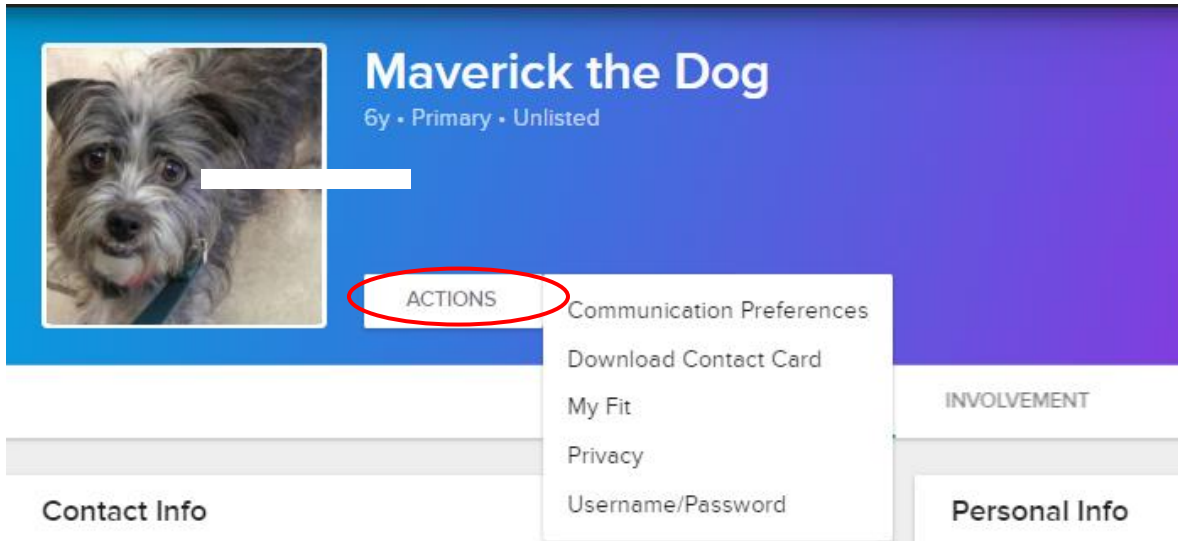 Maverick the Dog
6y • Primary • Unlisted
ACTIONS
Communication Preferences
Download Contact Card
My Fit
Privacy
Username/Password
INVOLVEMENT
Contact Info
Personal Info